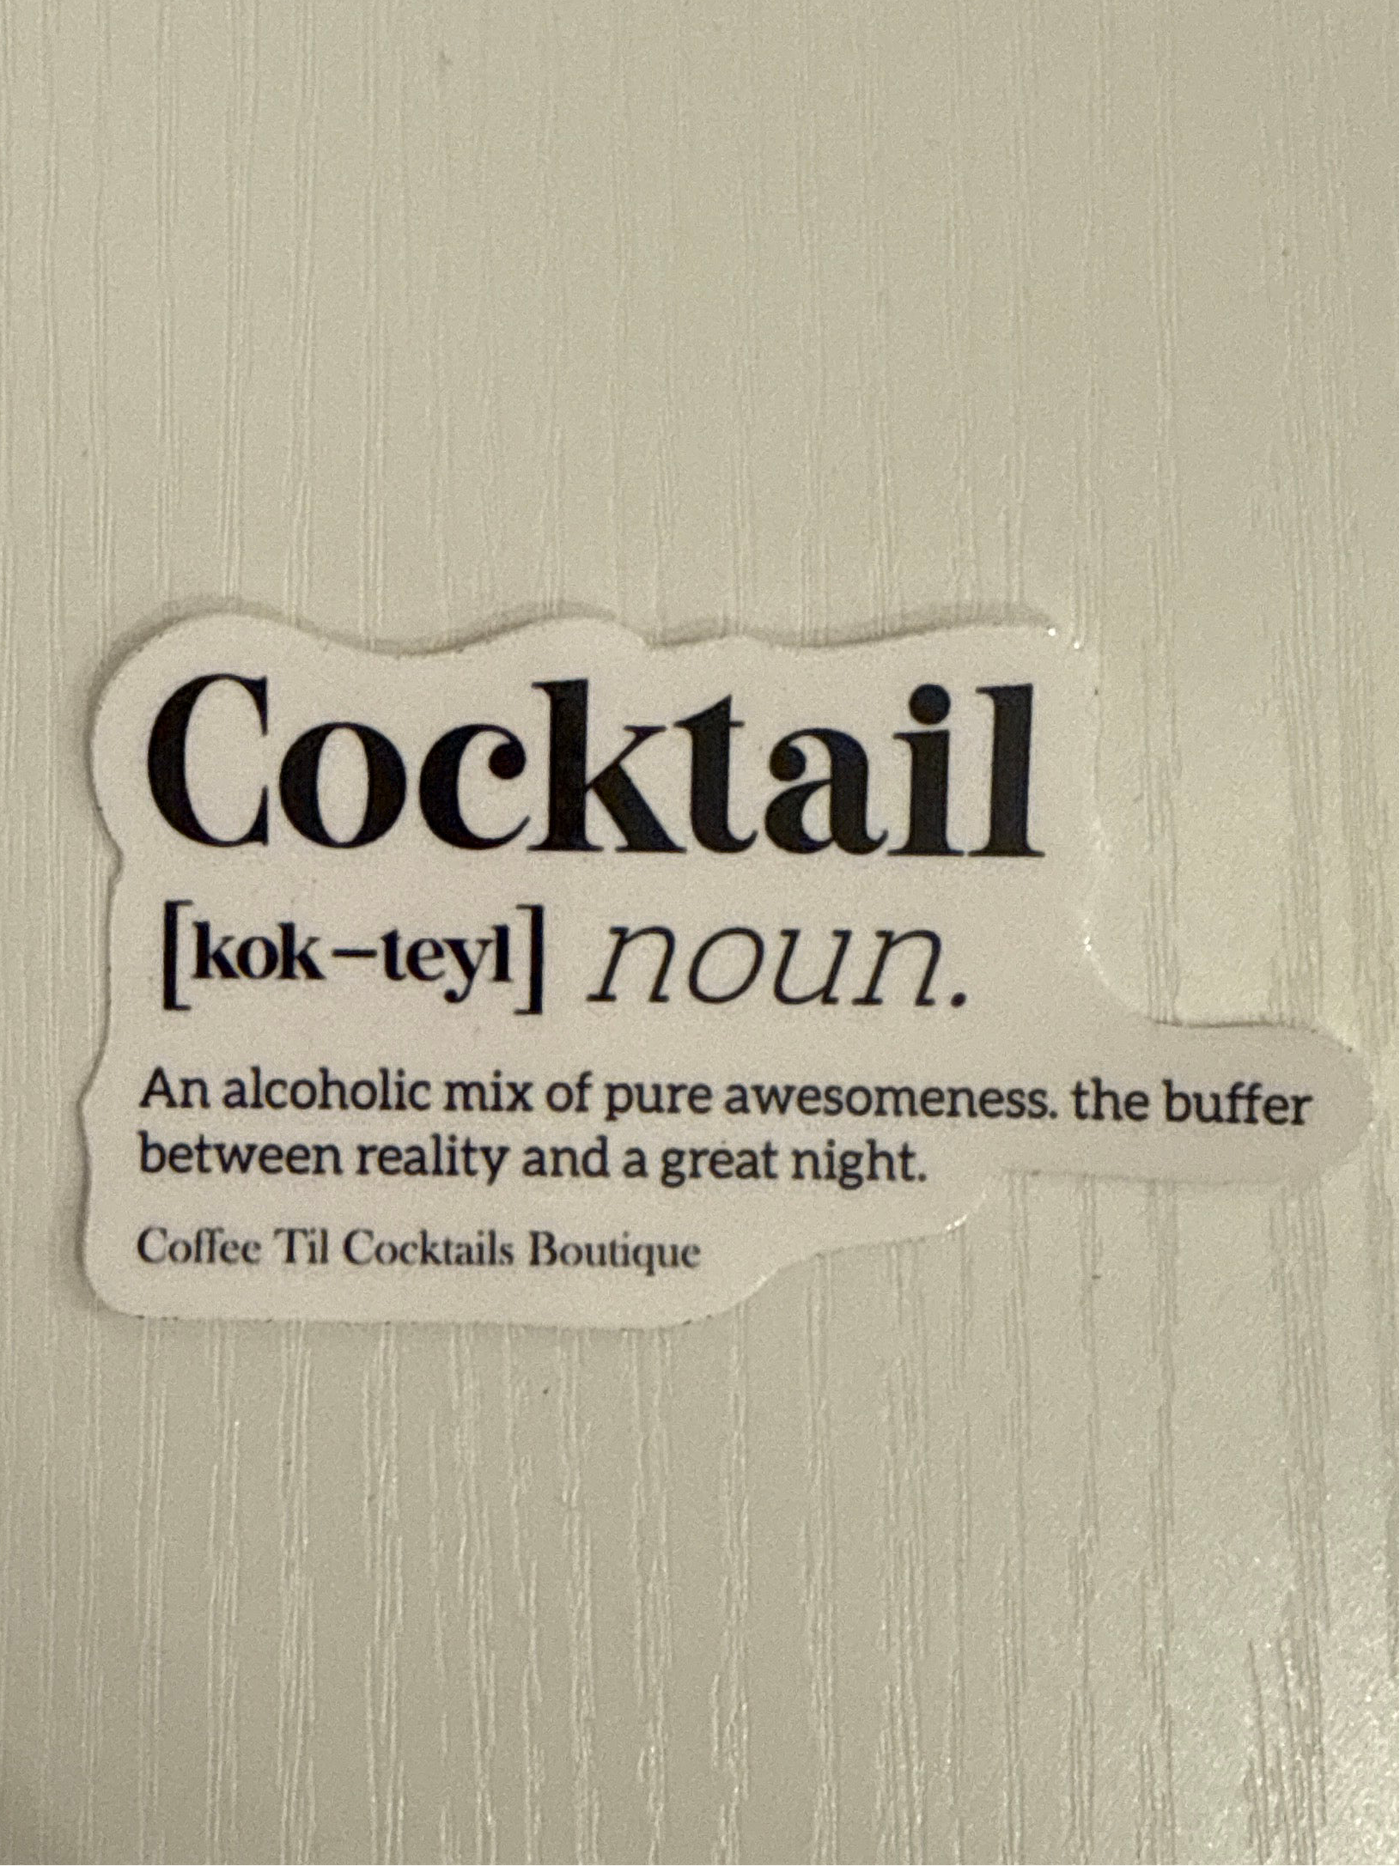 Cocktail
[kok–teyl] noun.
An alcoholic mix of pure awesomeness. the buffer
between reality and a great night.
Coffee Til Cocktails Boutique